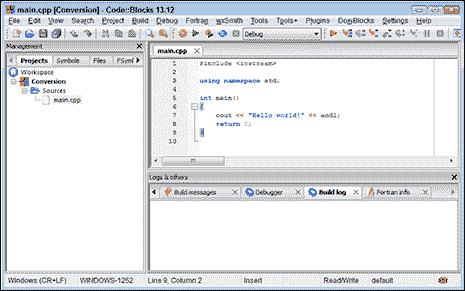 main.cpp [Conversion] - Code::Blocks 13.12
File Edit View Search Project Build Debug Fortran wxSmith Tools Tools+ Plugins DoxyBlocks Settings Help
Debug
Management
Projects Symbols Files FSym
Workspace
Conversion
Sources
main.cpp
main.cpp
1 #include <iostream>
2
3 using namespace std;
4
5 int main()
6 {
7 cout << "Hello world!" << endl;
8 return 0;
9 }
10
Logs & others
Build messages Debugger Build log Fortran info
Windows (CR+LF) WINDOWS-1252 Line 9, Column 2 Insert Read/Write default